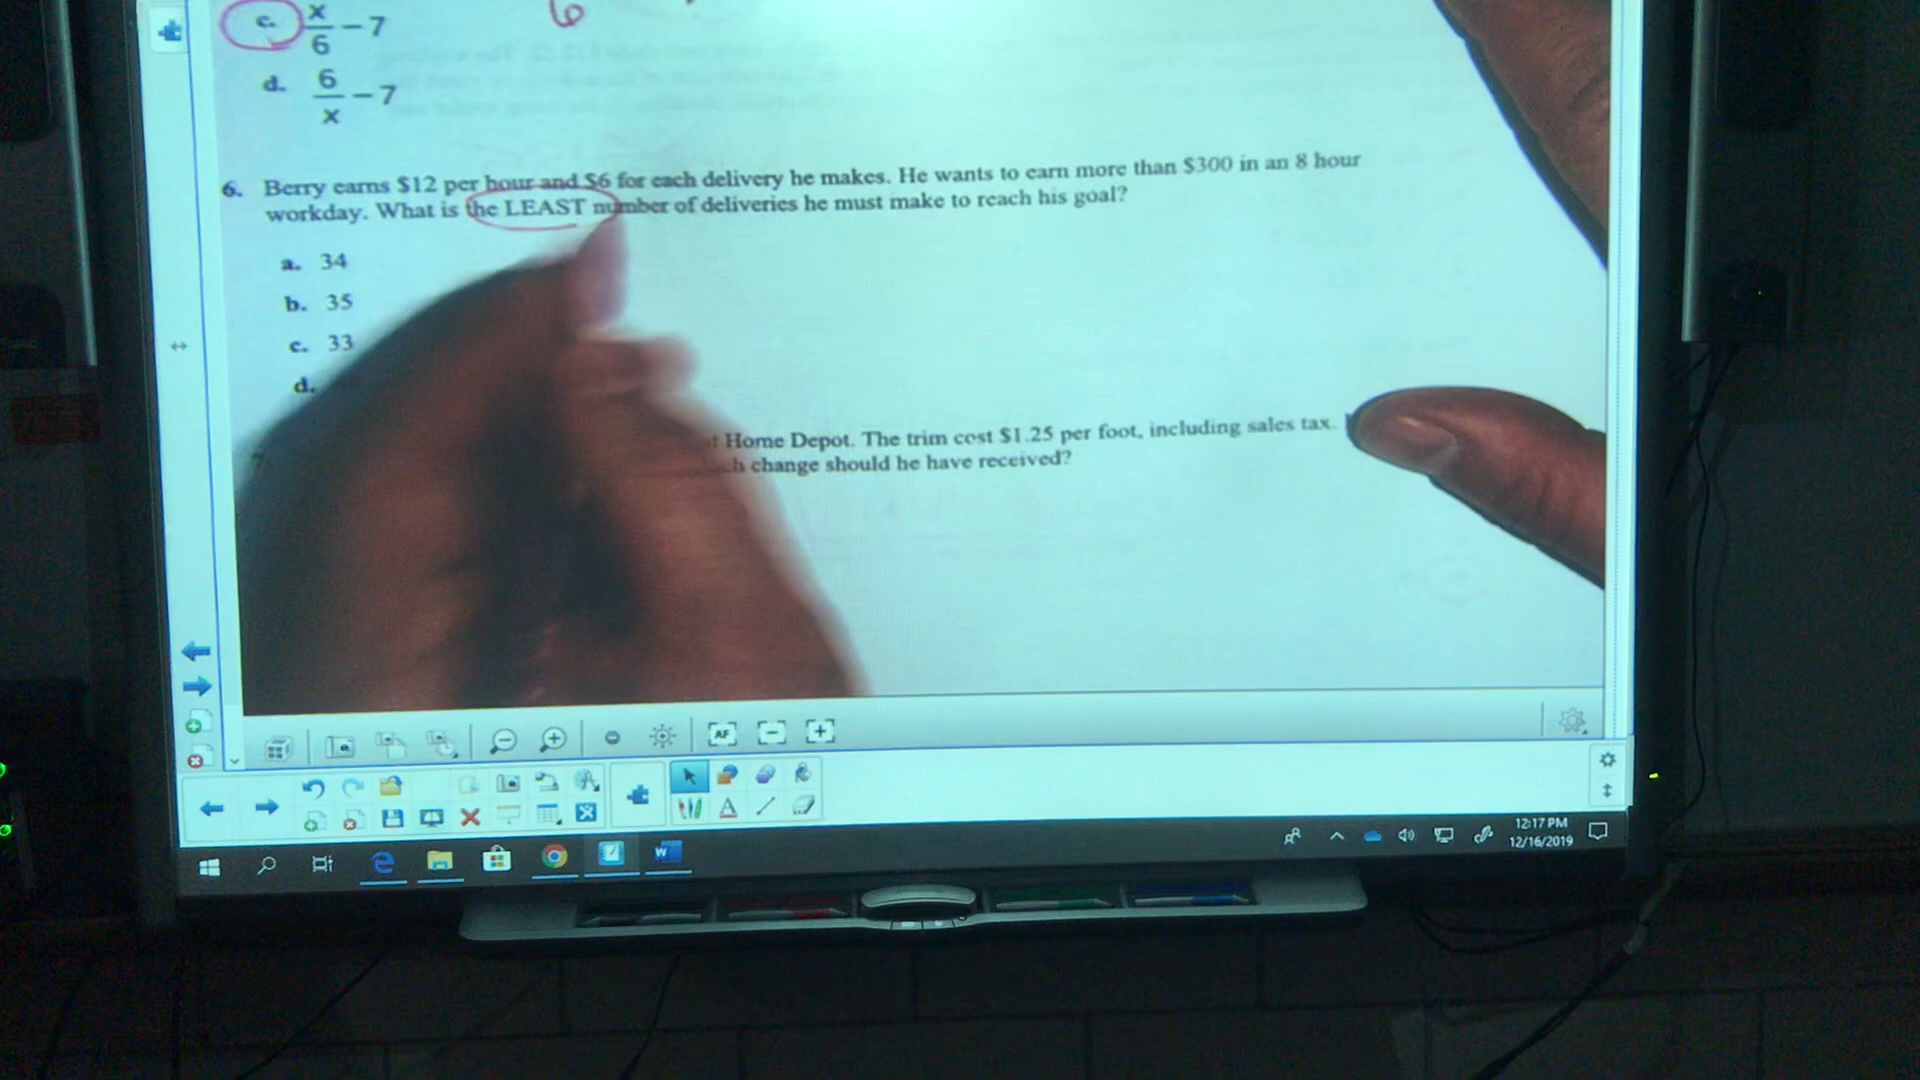 6
c. x/6 - 7
d. 6/x - 7
6. Berry earns $12 per hour and $6 for each delivery he makes. He wants to earn more than $300 in an 8 hour
workday. What is the LEAST number of deliveries he must make to reach his goal?
a. 34
b. 35
c. 33
d.
Home Depot. The trim cost $1.25 per foot, including sales tax.
change should he have received?
AF
A
12:17 PM
12/16/2019